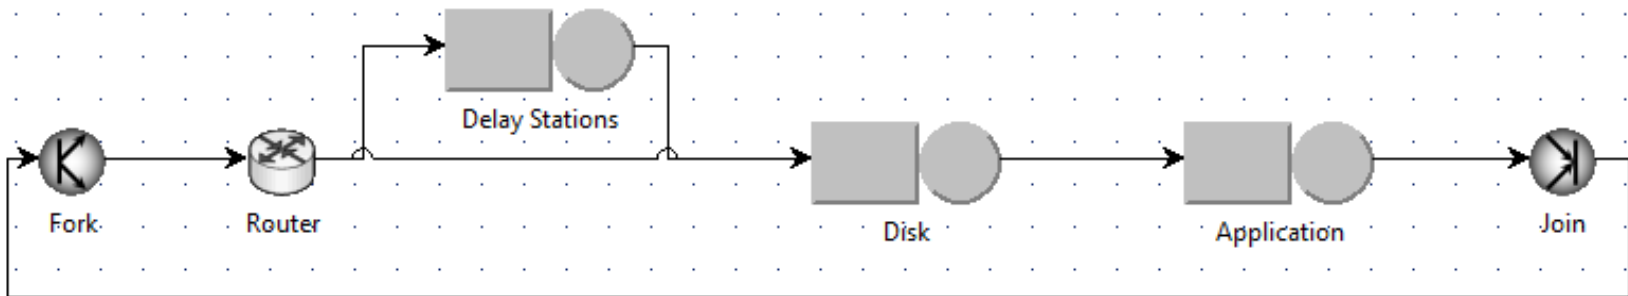 Delay Stations
Fork
Router
Disk
Application
Join